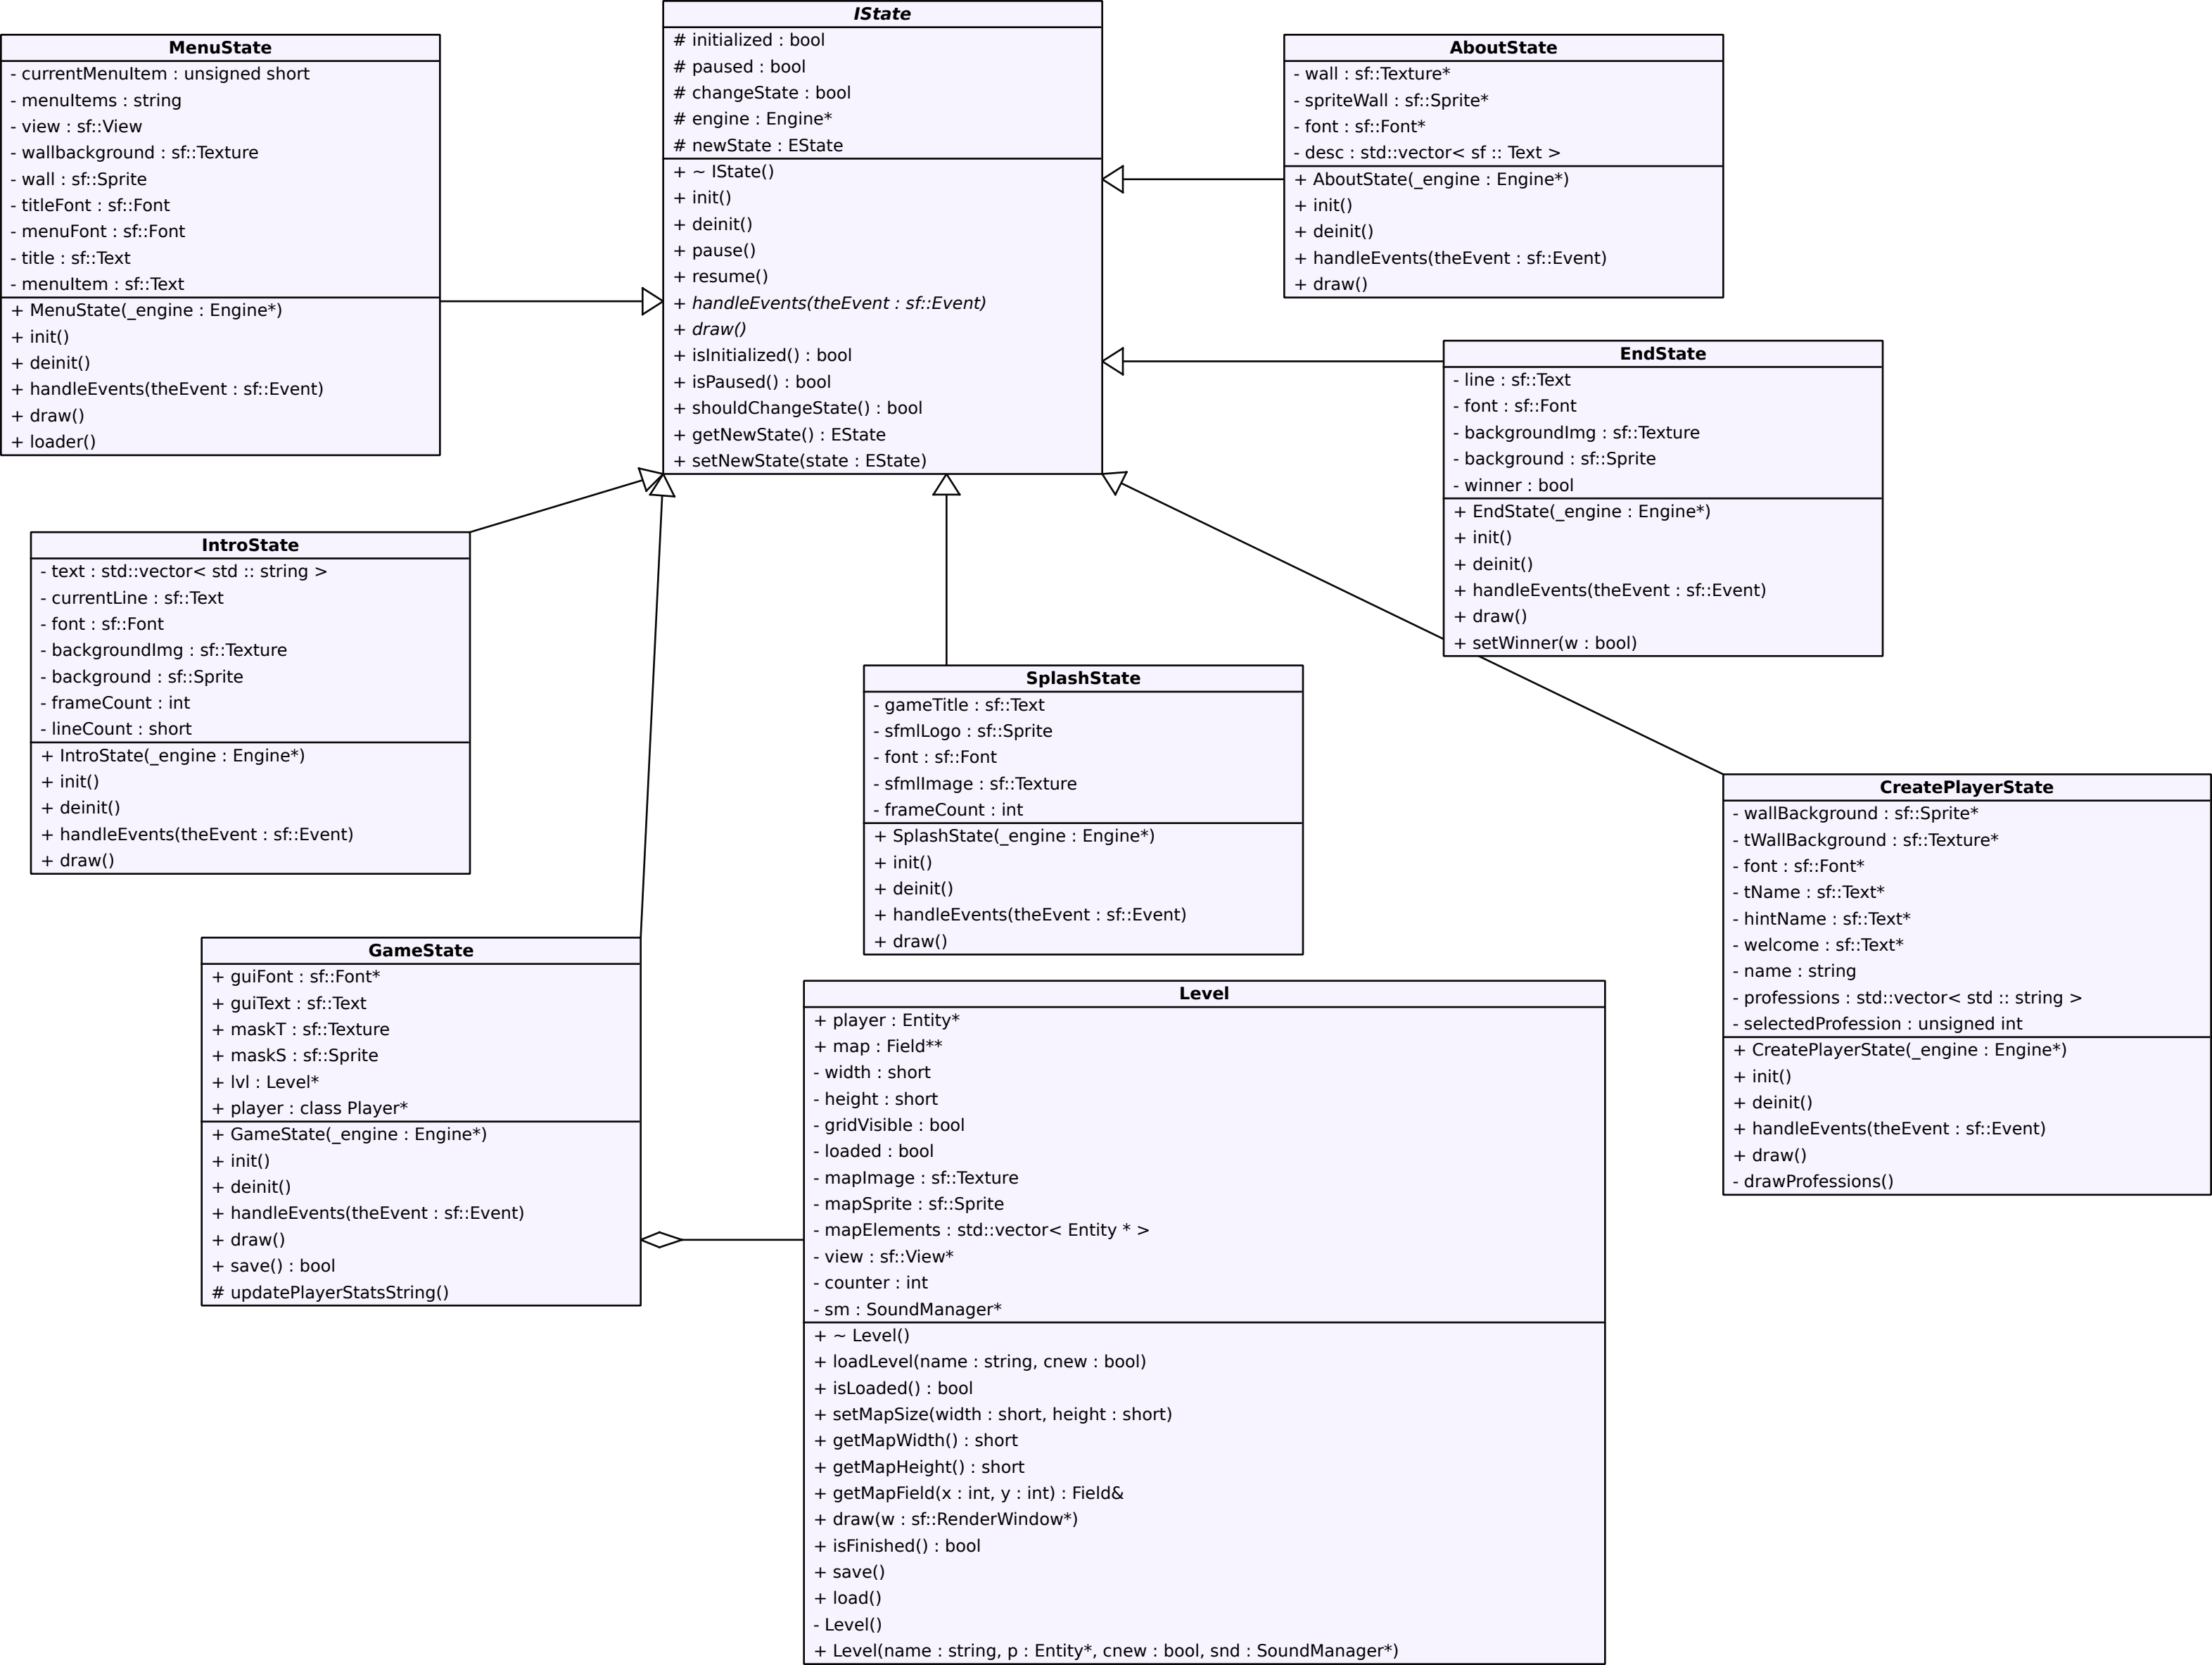 IState
# initialized : bool
# paused : bool
# changeState : bool
# engine : Engine*
# newState : EState
+ ~ IState()
+ init()
+ deinit()
+ pause()
+ resume()
+ handleEvents(theEvent : sf::Event)
+ draw()
+ isInitialized() : bool
+ isPaused() : bool
+ shouldChangeState() : bool
+ getNewState() : EState
+ setNewState(state : EState)
MenuState
- currentMenuItem : unsigned short
- menuItems : string
- view : sf::View
- wallbackground : sf::Texture
- wall : sf::Sprite
- titleFont : sf::Font
- menuFont : sf::Font
- title : sf::Text
- menuItem : sf::Text
+ MenuState(_engine : Engine*)
+ init()
+ deinit()
+ handleEvents(theEvent : sf::Event)
+ draw()
+ loader()
AboutState
- wall : sf::Texture*
- spriteWall : sf::Sprite*
- font : sf::Font*
- desc : std::vector< sf :: Text >
+ AboutState(_engine : Engine*)
+ init()
+ deinit()
+ handleEvents(theEvent : sf::Event)
+ draw()
EndState
- line : sf::Text
- font : sf::Font
- backgroundImg : sf::Texture
- background : sf::Sprite
- winner : bool
+ EndState(_engine : Engine*)
+ init()
+ deinit()
+ handleEvents(theEvent : sf::Event)
+ draw()
+ setWinner(w : bool)
IntroState
- text : std::vector< std :: string >
- currentLine : sf::Text
- font : sf::Font
- backgroundImg : sf::Texture
- background : sf::Sprite
- frameCount : int
- lineCount : short
+ IntroState(_engine : Engine*)
+ init()
+ deinit()
+ handleEvents(theEvent : sf::Event)
+ draw()
SplashState
- gameTitle : sf::Text
- sfmlLogo : sf::Sprite
- font : sf::Font
- sfmlImage : sf::Texture
- frameCount : int
+ SplashState(_engine : Engine*)
+ init()
+ deinit()
+ handleEvents(theEvent : sf::Event)
+ draw()
CreatePlayerState
- wallBackground : sf::Sprite*
- tWallBackground : sf::Texture*
- font : sf::Font*
- tName : sf::Text*
- hintName : sf::Text*
- welcome : sf::Text*
- name : string
- professions : std::vector< std :: string >
- selectedProfession : unsigned int
+ CreatePlayerState(_engine : Engine*)
+ init()
+ deinit()
+ handleEvents(theEvent : sf::Event)
+ draw()
- drawProfessions()
GameState
+ guiFont : sf::Font*
+ guiText : sf::Text
+ maskT : sf::Texture
+ maskS : sf::Sprite
+ lvl : Level*
+ player : class Player*
+ GameState(_engine : Engine*)
+ init()
+ deinit()
+ handleEvents(theEvent : sf::Event)
+ draw()
+ save() : bool
# updatePlayerStatsString()
Level
+ player : Entity*
+ map : Field**
- width : short
- height : short
- gridVisible : bool
- loaded : bool
- mapImage : sf::Texture
- mapSprite : sf::Sprite
- mapElements : std::vector< Entity * >
- view : sf::View*
- counter : int
- sm : SoundManager*
+ ~ Level()
+ loadLevel(name : string, cnew : bool)
+ isLoaded() : bool
+ setMapSize(width : short, height : short)
+ getMapWidth() : short
+ getMapHeight() : short
+ getMapField(x : int, y : int) : Field&
+ draw(w : sf::RenderWindow*)
+ isFinished() : bool
+ save()
+ load()
- Level()
+ Level(name : string, p : Entity*, cnew : bool, snd : SoundManager*)